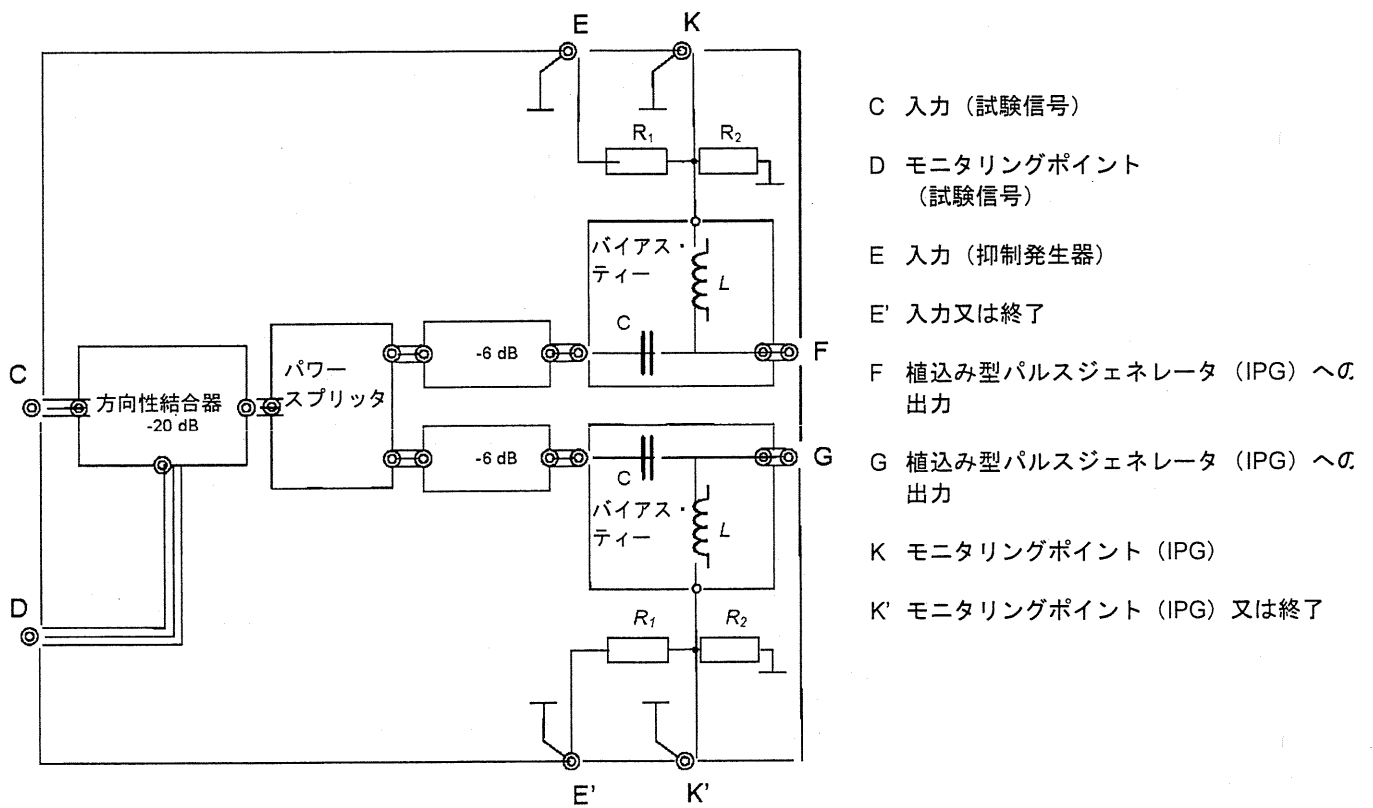 E
K
R1
R2
バイアス・
ティー
L
C
-6 dB
F
パワー
スプリッタ
C
方向性結合器
-20 dB
-6 dB
G
C
バイアス・
ティー
L
D
R1
R2
E'
K'
C 入力（試験信号）
D モニタリングポイント
（試験信号）
E 入力（抑制発生器）
E' 入力又は終了
F 植込み型パルスジェネレータ（IPG）への
出力
G 植込み型パルスジェネレータ（IPG）への
出力
K モニタリングポイント（IPG）
K' モニタリングポイント（IPG）又は終了